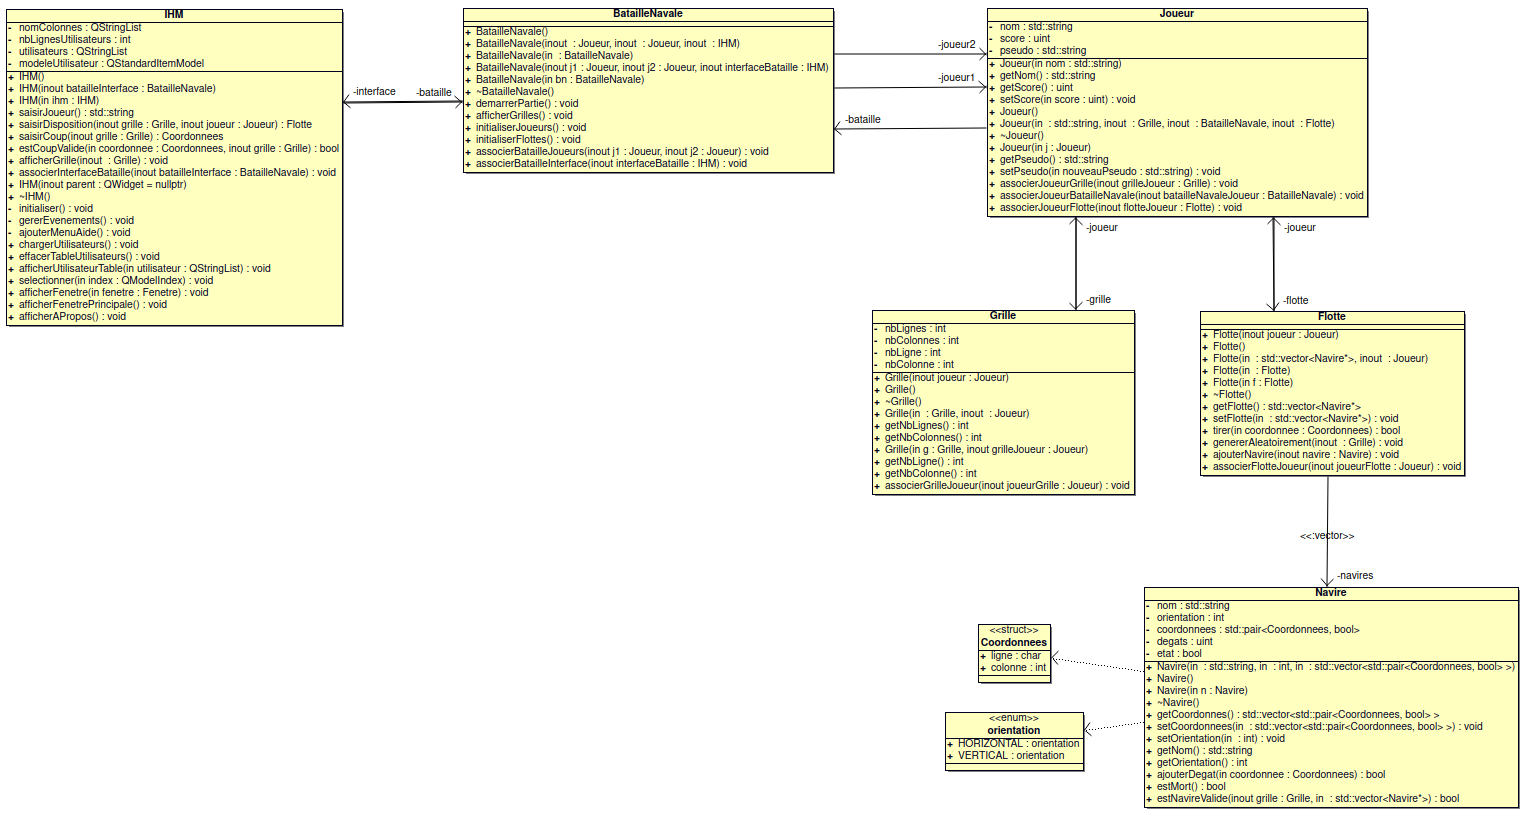 IHM
- nomColonnes : QStringList
- nbLignesUtilisateurs : int
- utilisateurs : QStringList
- modeleUtilisateur : QStandardItemModel
+ IHM()
+ IHM(inout batailleInterface : BatailleNavale)
+ IHM(in ihm : IHM)
+ saisirJoueur() : std::string
+ saisirDisposition(inout grille : Grille, inout joueur : Joueur) : Flotte
+ saisirCoup(inout grille : Grille) : Coordonnees
+ estCoupValide(in coordonnee : Coordonnees, inout grille : Grille) : bool
+ afficherGrille(inout : Grille) : void
+ associerInterfaceBataille(inout batailleInterface : BatailleNavale) : void
+ IHM(inout parent : QWidget = nullptr)
+ ~IHM()
- initialiser() : void
- gererEvenements() : void
- ajouterMenuAide() : void
+ chargerUtilisateurs() : void
+ effacerTableUtilisateurs() : void
+ afficherUtilisateurTable(in utilisateur : QStringList) : void
+ selectionner(in index : QModelIndex) : void
+ afficherFenetre(in fenetre : Fenetre) : void
+ afficherFenetrePrincipale() : void
+ afficherAPropos() : void
-interface
-bataille
BatailleNavale
+ BatailleNavale()
+ BatailleNavale(inout : Joueur, inout : Joueur, inout : IHM)
+ BatailleNavale(in : BatailleNavale)
+ BatailleNavale(inout j1 : Joueur, inout j2 : Joueur, inout interfaceBataille : IHM)
+ BatailleNavale(in bn : BatailleNavale)
+ ~BatailleNavale()
+ demarrerPartie() : void
+ afficherGrilles() : void
+ initialiserJoueurs() : void
+ initialiserFlottes() : void
+ associerBatailleJoueurs(inout j1 : Joueur, inout j2 : Joueur) : void
+ associerBatailleInterface(inout interfaceBataille : IHM) : void
-joueur2
-joueur1
-bataille
Joueur
- nom : std::string
- score : uint
- pseudo : std::string
+ Joueur(in nom : std::string)
+ getNom() : std::string
+ getScore() : uint
+ setScore(in score : uint) : void
+ Joueur()
+ Joueur(in : std::string, inout : Grille, inout : BatailleNavale, inout : Flotte)
+ ~Joueur()
+ Joueur(in j : Joueur)
+ getPseudo() : std::string
+ setPseudo(in nouveauPseudo : std::string) : void
+ associerJoueurGrille(inout grilleJoueur : Grille) : void
+ associerJoueurBatailleNavale(inout batailleNavaleJoueur : BatailleNavale) : void
+ associerJoueurFlotte(inout flotteJoueur : Flotte) : void
-joueur
-joueur
-grille
-flotte
Grille
- nbLignes : int
- nbColonnes : int
- nbLigne : int
- nbColonne : int
+ Grille(inout joueur : Joueur)
+ Grille()
+ ~Grille()
+ Grille(in : Grille, inout : Joueur)
+ getNbLignes() : int
+ getNbColonnes() : int
+ Grille(in g : Grille, inout grilleJoueur : Joueur)
+ getNbLigne() : int
+ getNbColonne() : int
+ associerGrilleJoueur(inout joueurGrille : Joueur) : void
Flotte
+ Flotte(inout joueur : Joueur)
+ Flotte()
+ Flotte(in : std::vector<Navire*>, inout : Joueur)
+ Flotte(in : Flotte)
+ Flotte(in f : Flotte)
+ ~Flotte()
+ getFlotte() : std::vector<Navire*>
+ setFlotte(in : std::vector<Navire*>) : void
+ tirer(in coordonnee : Coordonnees) : bool
+ genererAleatoirement(inout : Grille) : void
+ ajouterNavire(inout navire : Navire) : void
+ associerFlotteJoueur(inout joueurFlotte : Joueur) : void
<<:vector>>
-navires
Navire
- nom : std::string
- orientation : int
- coordonnees : std::pair<Coordonnees, bool>
- degats : uint
- etat : bool
+ Navire(in : std::string, in : int, in : std::vector<std::pair<Coordonnees, bool> >)
+ Navire()
+ Navire(in n : Navire)
+ ~Navire()
+ getCoordonnes() : std::vector<std::pair<Coordonnees, bool> >
+ setCoordonnees(in : std::vector<std::pair<Coordonnees, bool> >) : void
+ setOrientation(in : int) : void
+ getNom() : std::string
+ getOrientation() : int
+ ajouterDegat(in coordonnee : Coordonnees) : bool
+ estMort() : bool
+ estNavireValide(inout grille : Grille, in : std::vector<Navire*>) : bool
<<struct>>
Coordonnees
+ ligne : char
+ colonne : int
<<enum>>
orientation
+ HORIZONTAL : orientation
+ VERTICAL : orientation